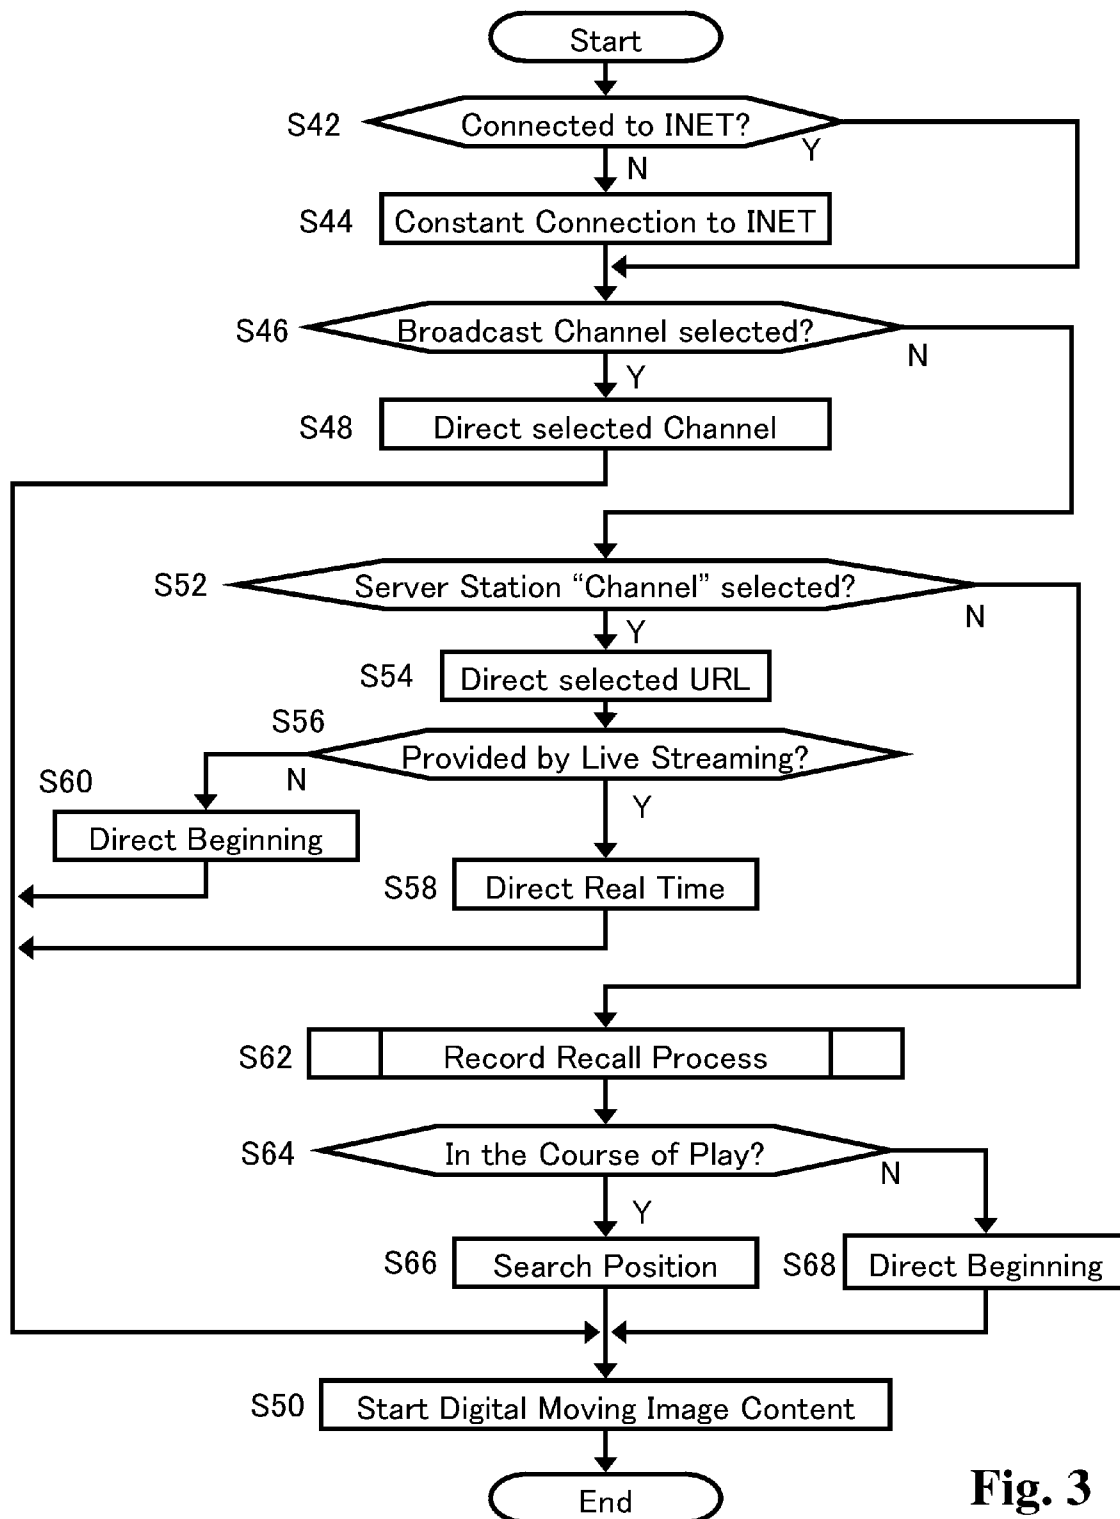 Start
S42
Connected to INET?
Y
N
S44
Constant Connection to INET
S46
Broadcast Channel selected?
N
Y
S48
Direct selected Channel
S52
Server Station “Channel” selected?
N
Y
S54
Direct selected URL
S56
Provided by Live Streaming?
N
Y
S60
Direct Beginning
S58
Direct Real Time
S62
Record Recall Process
S64
In the Course of Play?
N
Y
S66
Search Position
S68
Direct Beginning
S50
Start Digital Moving Image Content
End
Fig. 3